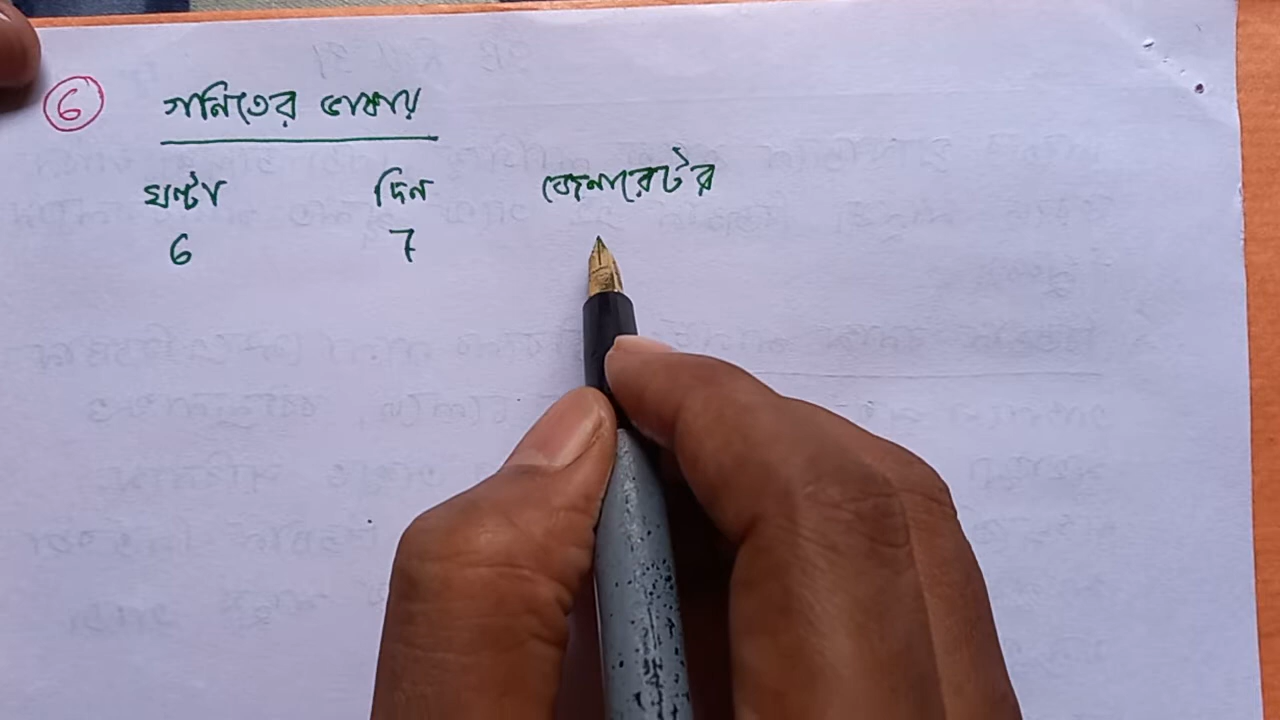 6 গনিতের ভাষায়
ঘন্টা দিন জেনারেটর
6 7